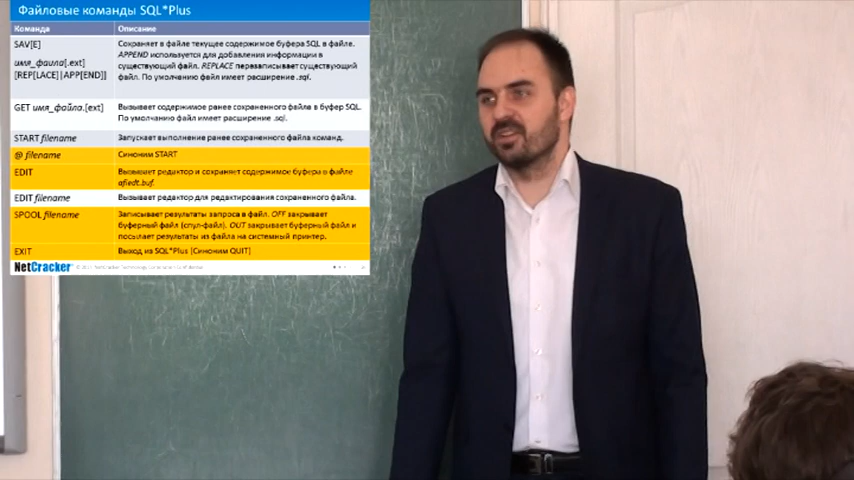 Файловые команды SQL*Plus
Команда Описание
SAV[E]
имя_файла[.ext]
[REP[LACE]|APP[END]]
Сохраняет в файле текущее содержимое буфера SQL в файле.
APPEND используется для добавления информации в
существующий файл. REPLACE перезаписывает существующий
файл. По умолчанию файл имеет расширение .sql.
GET имя_файла.[ext]
Вызывает содержимое ранее сохраненного файла в буфер SQL.
По умолчанию файл имеет расширение .sql.
START filename
Запускает выполнение ранее сохраненного файла команд.
@ filename
Синоним START
EDIT
Вызывает редактор и сохраняет содержимое буфера в файле
afiedt.buf.
EDIT filename
Вызывает редактор для редактирования сохраненного файла.
SPOOL filename
Записывает результаты запроса в файл. OFF закрывает
буферный файл (спул-файл). OUT закрывает буферный файл и
посылает результаты из файла на системный принтер.
EXIT
Выход из SQL*Plus [Синоним QUIT]
NetCracker